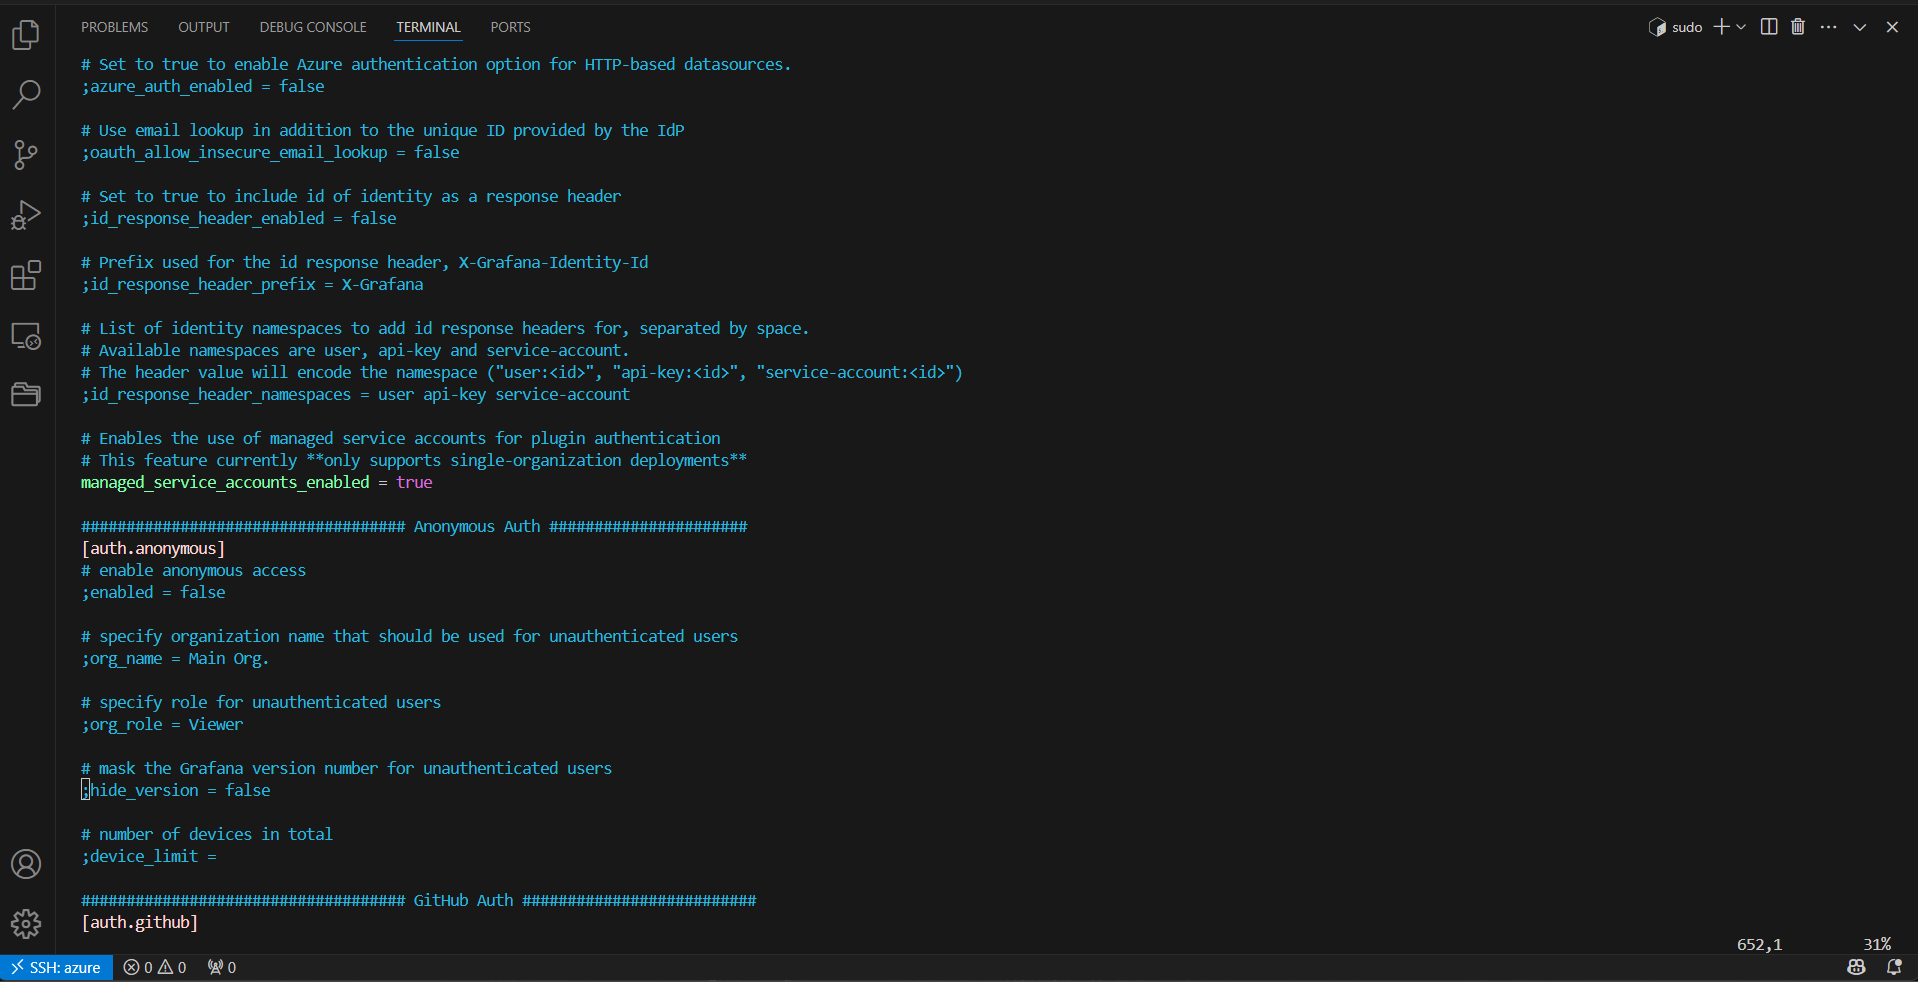 PROBLEMS OUTPUT DEBUG CONSOLE TERMINAL PORTS sudo
# Set to true to enable Azure authentication option for HTTP-based datasources.
;azure_auth_enabled = false
# Use email lookup in addition to the unique ID provided by the IdP
;oauth_allow_insecure_email_lookup = false
# Set to true to include id of identity as a response header
;id_response_header_enabled = false
# Prefix used for the id response header, X-Grafana-Identity-Id
;id_response_header_prefix = X-Grafana
# List of identity namespaces to add id response headers for, separated by space.
# Available namespaces are user, api-key and service-account.
# The header value will encode the namespace ("user:<id>", "api-key:<id>", "service-account:<id>")
;id_response_header_namespaces = user api-key service-account
# Enables the use of managed service accounts for plugin authentication
# This feature currently **only supports single-organization deployments**
managed_service_accounts_enabled = true
#################################### Anonymous Auth ######################
[auth.anonymous]
# enable anonymous access
;enabled = false
# specify organization name that should be used for unauthenticated users
;org_name = Main Org.
# specify role for unauthenticated users
;org_role = Viewer
# mask the Grafana version number for unauthenticated users
;hide_version = false
# number of devices in total
;device_limit =
#################################### GitHub Auth ##########################
[auth.github]
652,1 31%
SSH: azure 0 0 0